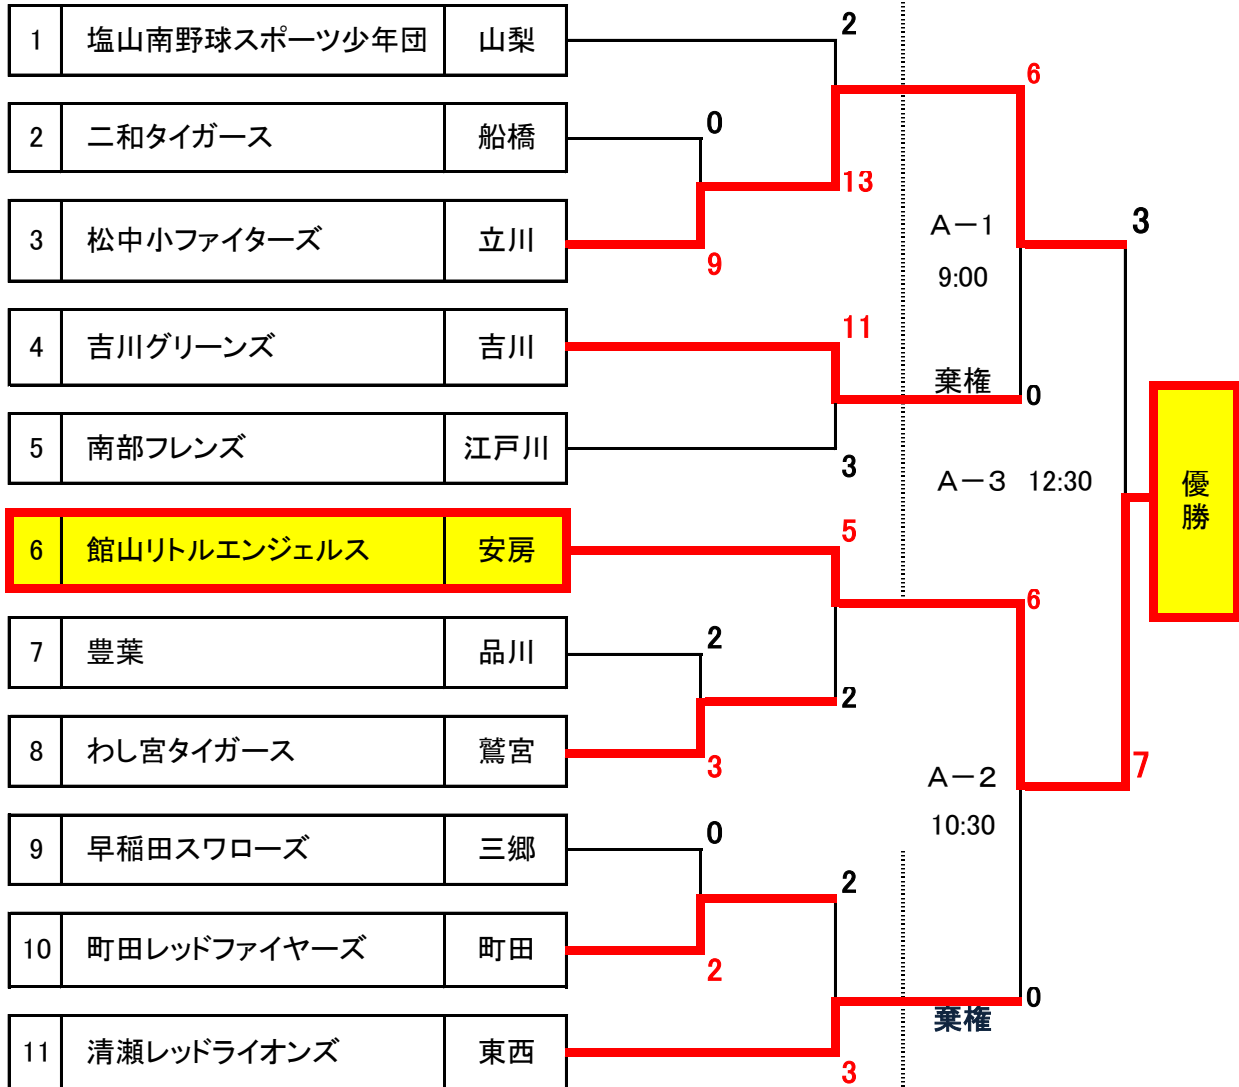 1 塩山南野球スポーツ少年団 山梨
2
6
2 二和タイガース 船橋
0
13
3 松中小ファイターズ 立川
9
A－1
9:00
3
4 吉川グリーンズ 吉川
11
棄権
0
5 南部フレンズ 江戸川
3
A－3 12:30
優勝
6 館山リトルエンジェルス 安房
5
6
7 豊葉 品川
2
2
8 わし宮タイガース 鷲宮
3
A－2
10:30
7
9 早稲田スワローズ 三郷
0
2
10 町田レッドファイヤーズ 町田
2
0
棄権
11 清瀬レッドライオンズ 東西
3